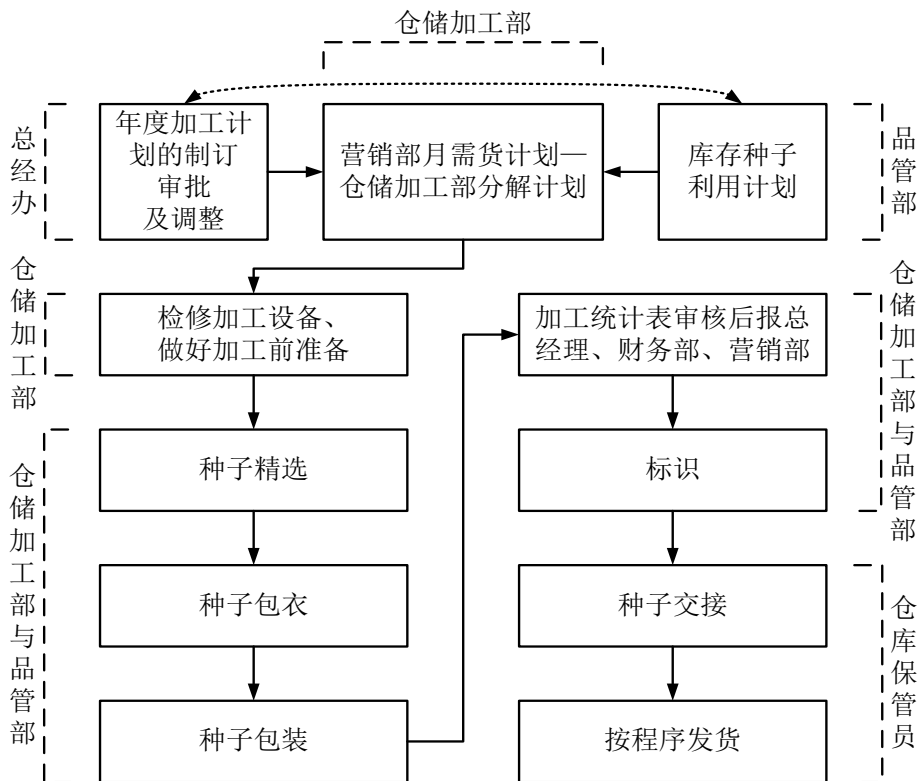 仓储加工部
总经办
年度加工计
划的制订
审批
及调整
营销部月需货计划—
仓储加工部分解计划
库存种子
利用计划
品管部
仓储加工部
检修加工设备、
做好加工前准备
加工统计表审核后报总
经理、财务部、营销部
仓储加工部与品管部
仓储加工部与品管部
种子精选
标识
种子包衣
种子交接
仓库保管员
种子包装
按程序发货